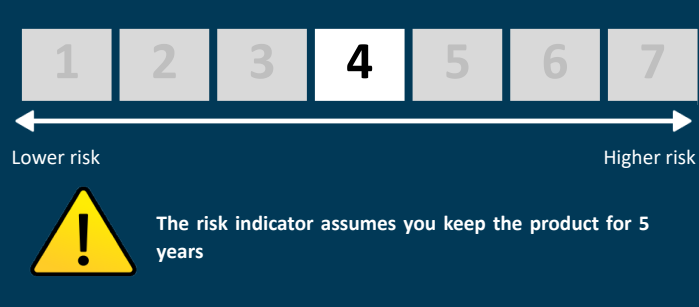 1 2 3 4 5 6 7
Lower risk Higher risk
!
The risk indicator assumes you keep the product for 5
years